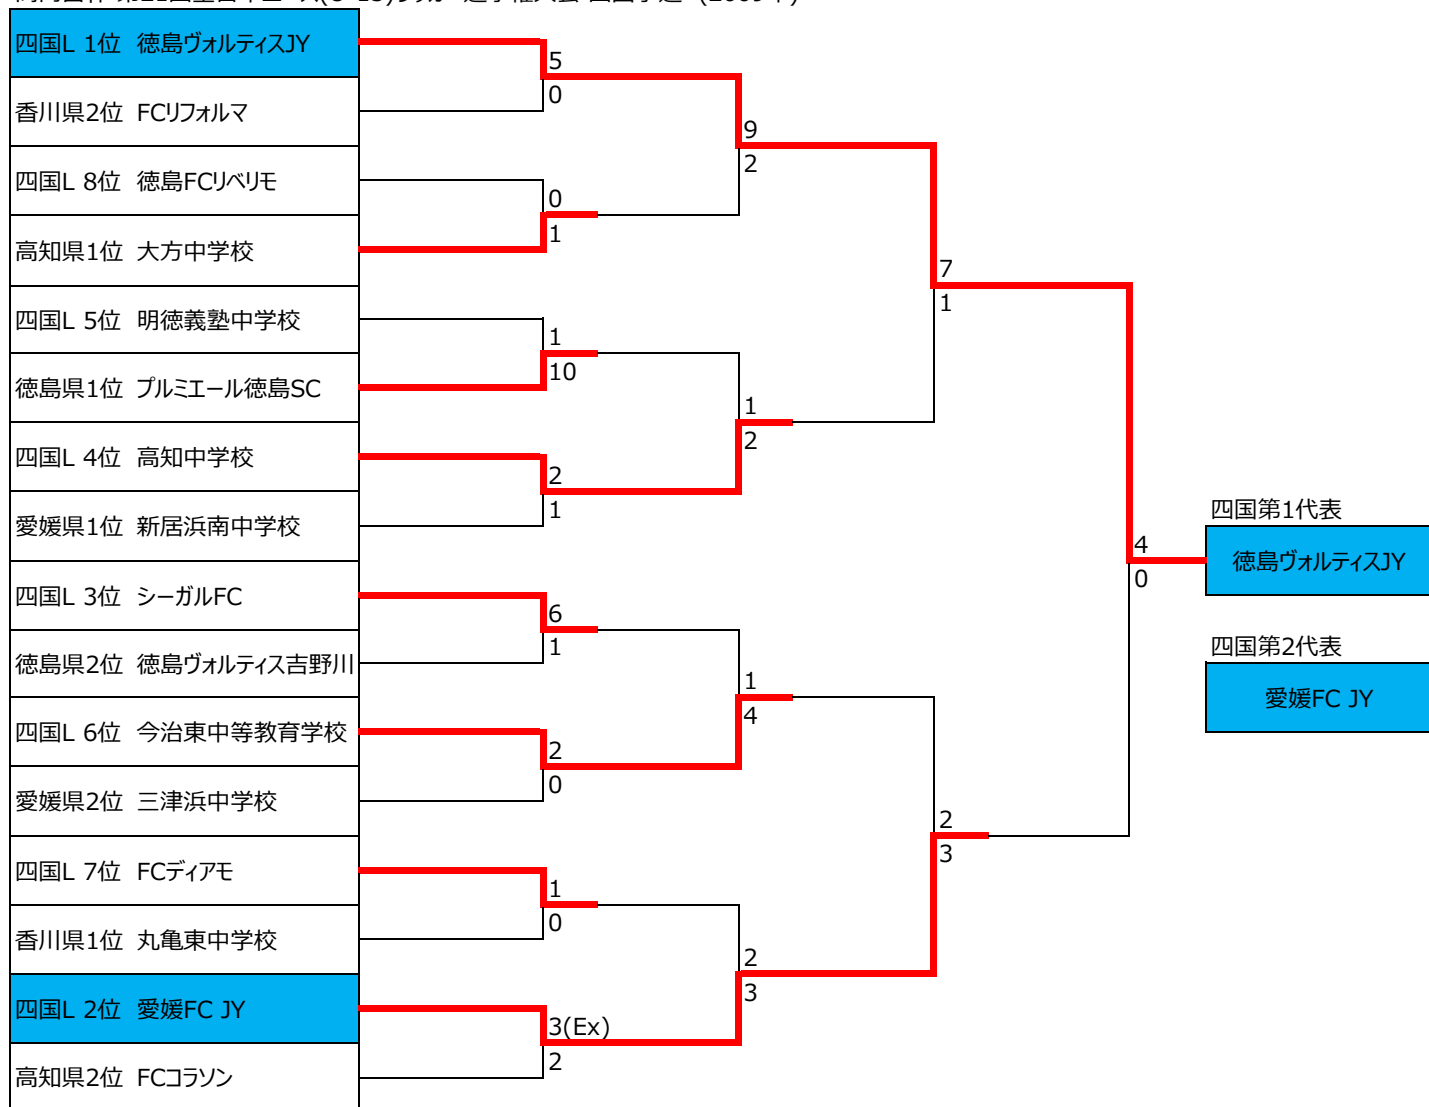 四国L 1位 徳島ヴォルティスJY
香川県2位 FCリフォルマ
四国L 8位 徳島FCリベリモ
高知県1位 大方中学校
四国L 5位 明徳義塾中学校
徳島県1位 プルミエール徳島SC
四国L 4位 高知中学校
愛媛県1位 新居浜南中学校
四国L 3位 シーガルFC
徳島県2位 徳島ヴォルティス吉野川
四国L 6位 今治東中等教育学校
愛媛県2位 三津浜中学校
四国L 7位 FCディアモ
香川県1位 丸亀東中学校
四国L 2位 愛媛FC JY
高知県2位 FCコラソン
5
0
0
1
1
10
2
1
6
1
2
0
1
0
3(Ex)
2
9
2
1
2
1
4
2
3
7
1
2
3
4
0
四国第1代表
徳島ヴォルティスJY
四国第2代表
愛媛FC JY